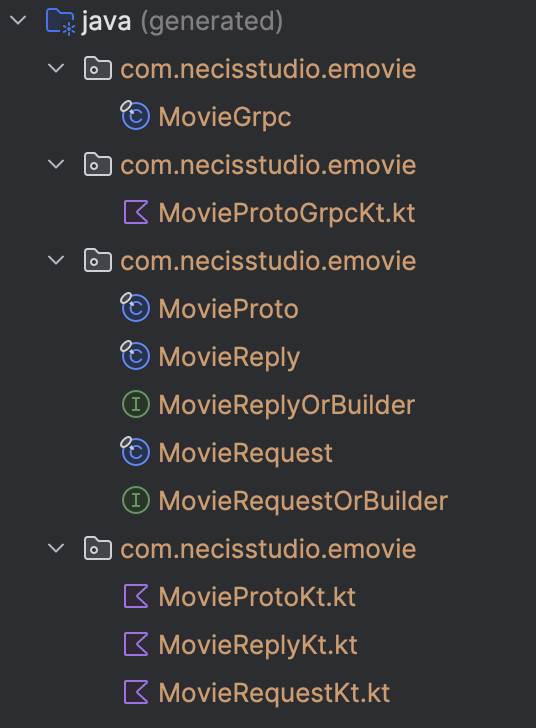 java (generated)
com.necisstudio.emovie
MovieGrpc
com.necisstudio.emovie
MovieProtoGrpcKt.kt
com.necisstudio.emovie
MovieProto
MovieReply
MovieReplyOrBuilder
MovieRequest
MovieRequestOrBuilder
com.necisstudio.emovie
MovieProtoKt.kt
MovieReplyKt.kt
MovieRequestKt.kt